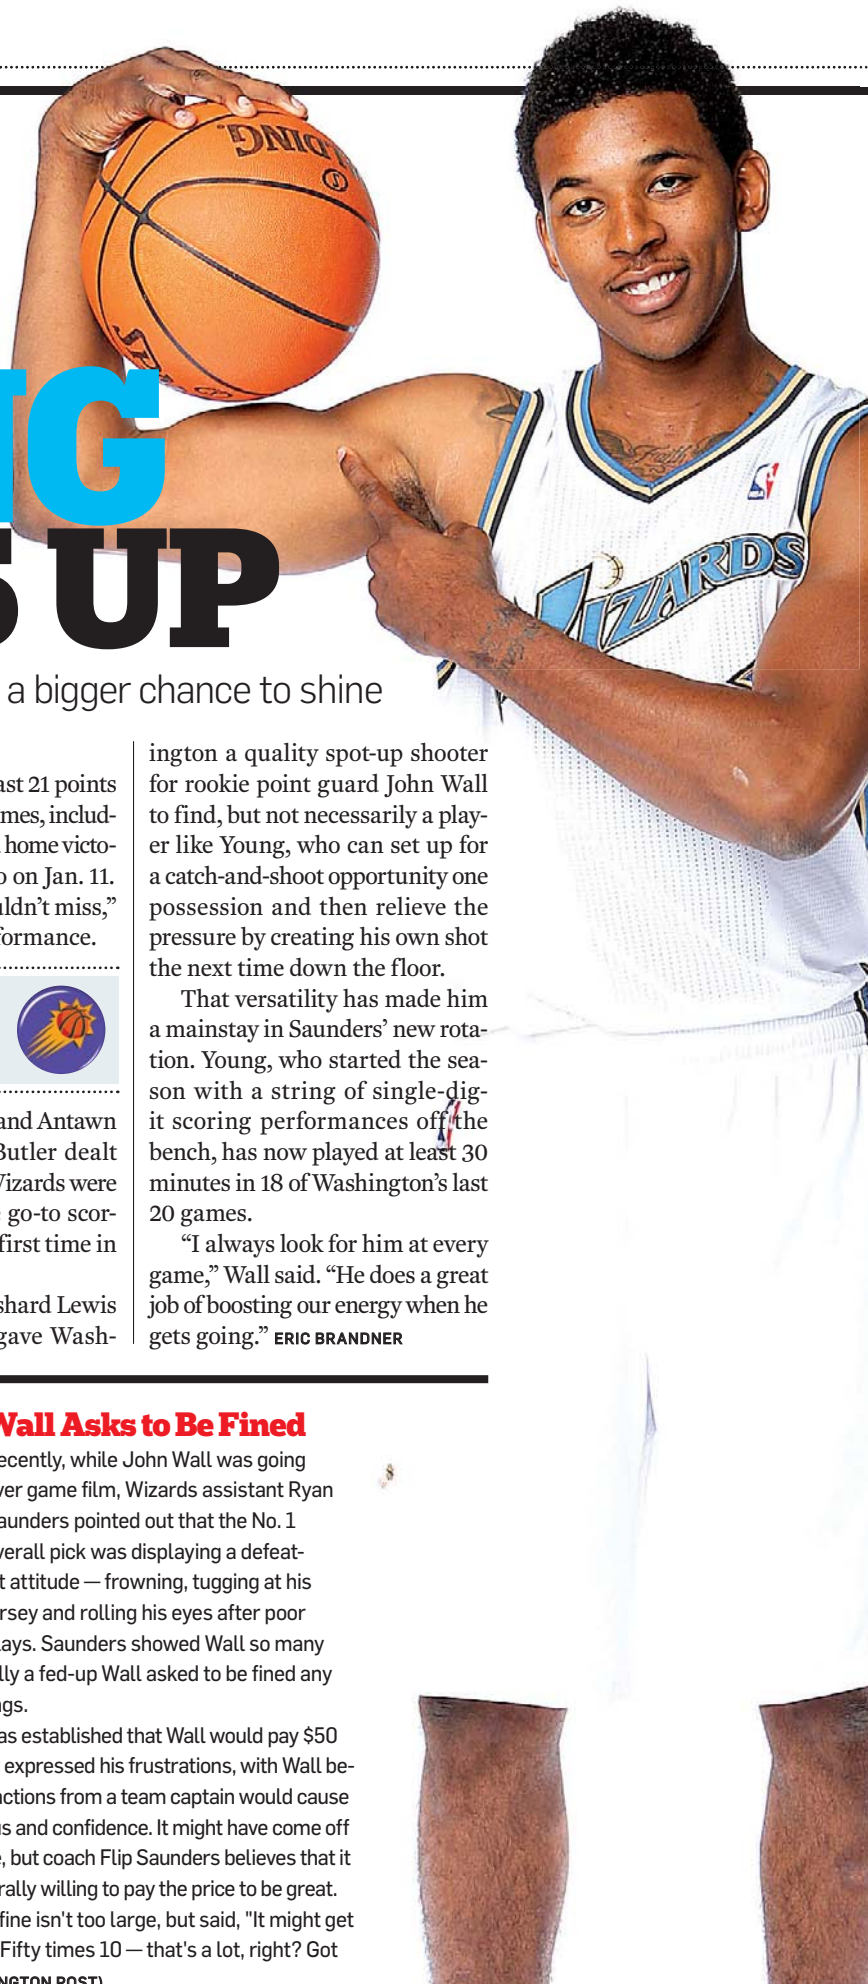 NG
UP
a bigger chance to shine
ast 21 points
mes, includ-
home victo-
o on Jan. 11.
uldn't miss,"
formance.
and Antawn
Butler dealt
Wizards were
go-to scor-
first time in
shard Lewis
gave Wash-
ington a quality spot-up shooter
for rookie point guard John Wall
to find, but not necessarily a play-
er like Young, who can set up for
a catch-and-shoot opportunity one
possession and then relieve the
pressure by creating his own shot
the next time down the floor.
That versatility has made him
a mainstay in Saunders' new rota-
tion. Young, who started the sea-
son with a string of single-dig-
it scoring performances off the
bench, has now played at least 30
minutes in 18 of Washington's last
20 games.
"I always look for him at every
game," Wall said. "He does a great
job of boosting our energy when he
gets going." ERIC BRANDNER
Wall Asks to Be Fined
ecently, while John Wall was going
ver game film, Wizards assistant Ryan
aunders pointed out that the No. 1
verall pick was displaying a defeat-
t attitude — frowning, tugging at his
rsey and rolling his eyes after poor
lays. Saunders showed Wall so many
lly a fed-up Wall asked to be fined any
gs.
as established that Wall would pay $50
expressed his frustrations, with Wall be-
ctions from a team captain would cause
s and confidence. It might have come off
e, but coach Flip Saunders believes that it
rally willing to pay the price to be great.
fine isn't too large, but said, "It might get
Fifty times 10 — that's a lot, right? Got
NGTON POST)
WIZARDS
NBA
Faith